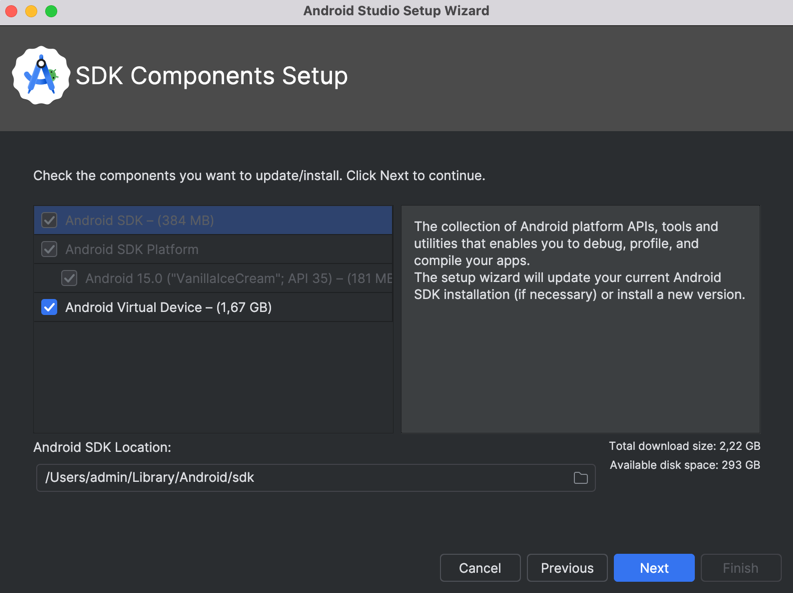 Android Studio Setup Wizard
SDK Components Setup
Check the components you want to update/install. Click Next to continue.
Android SDK – (384 MB)
Android SDK Platform
Android 15.0 ("VanillaIceCream"; API 35) – (181 ME
Android Virtual Device – (1,67 GB)
The collection of Android platform APIs, tools and
utilities that enables you to debug, profile, and
compile your apps.
The setup wizard will update your current Android
SDK installation (if necessary) or install a new version.
Android SDK Location:
Total download size: 2,22 GB
Available disk space: 293 GB
/Users/admin/Library/Android/sdk
Cancel
Previous
Next
Finish